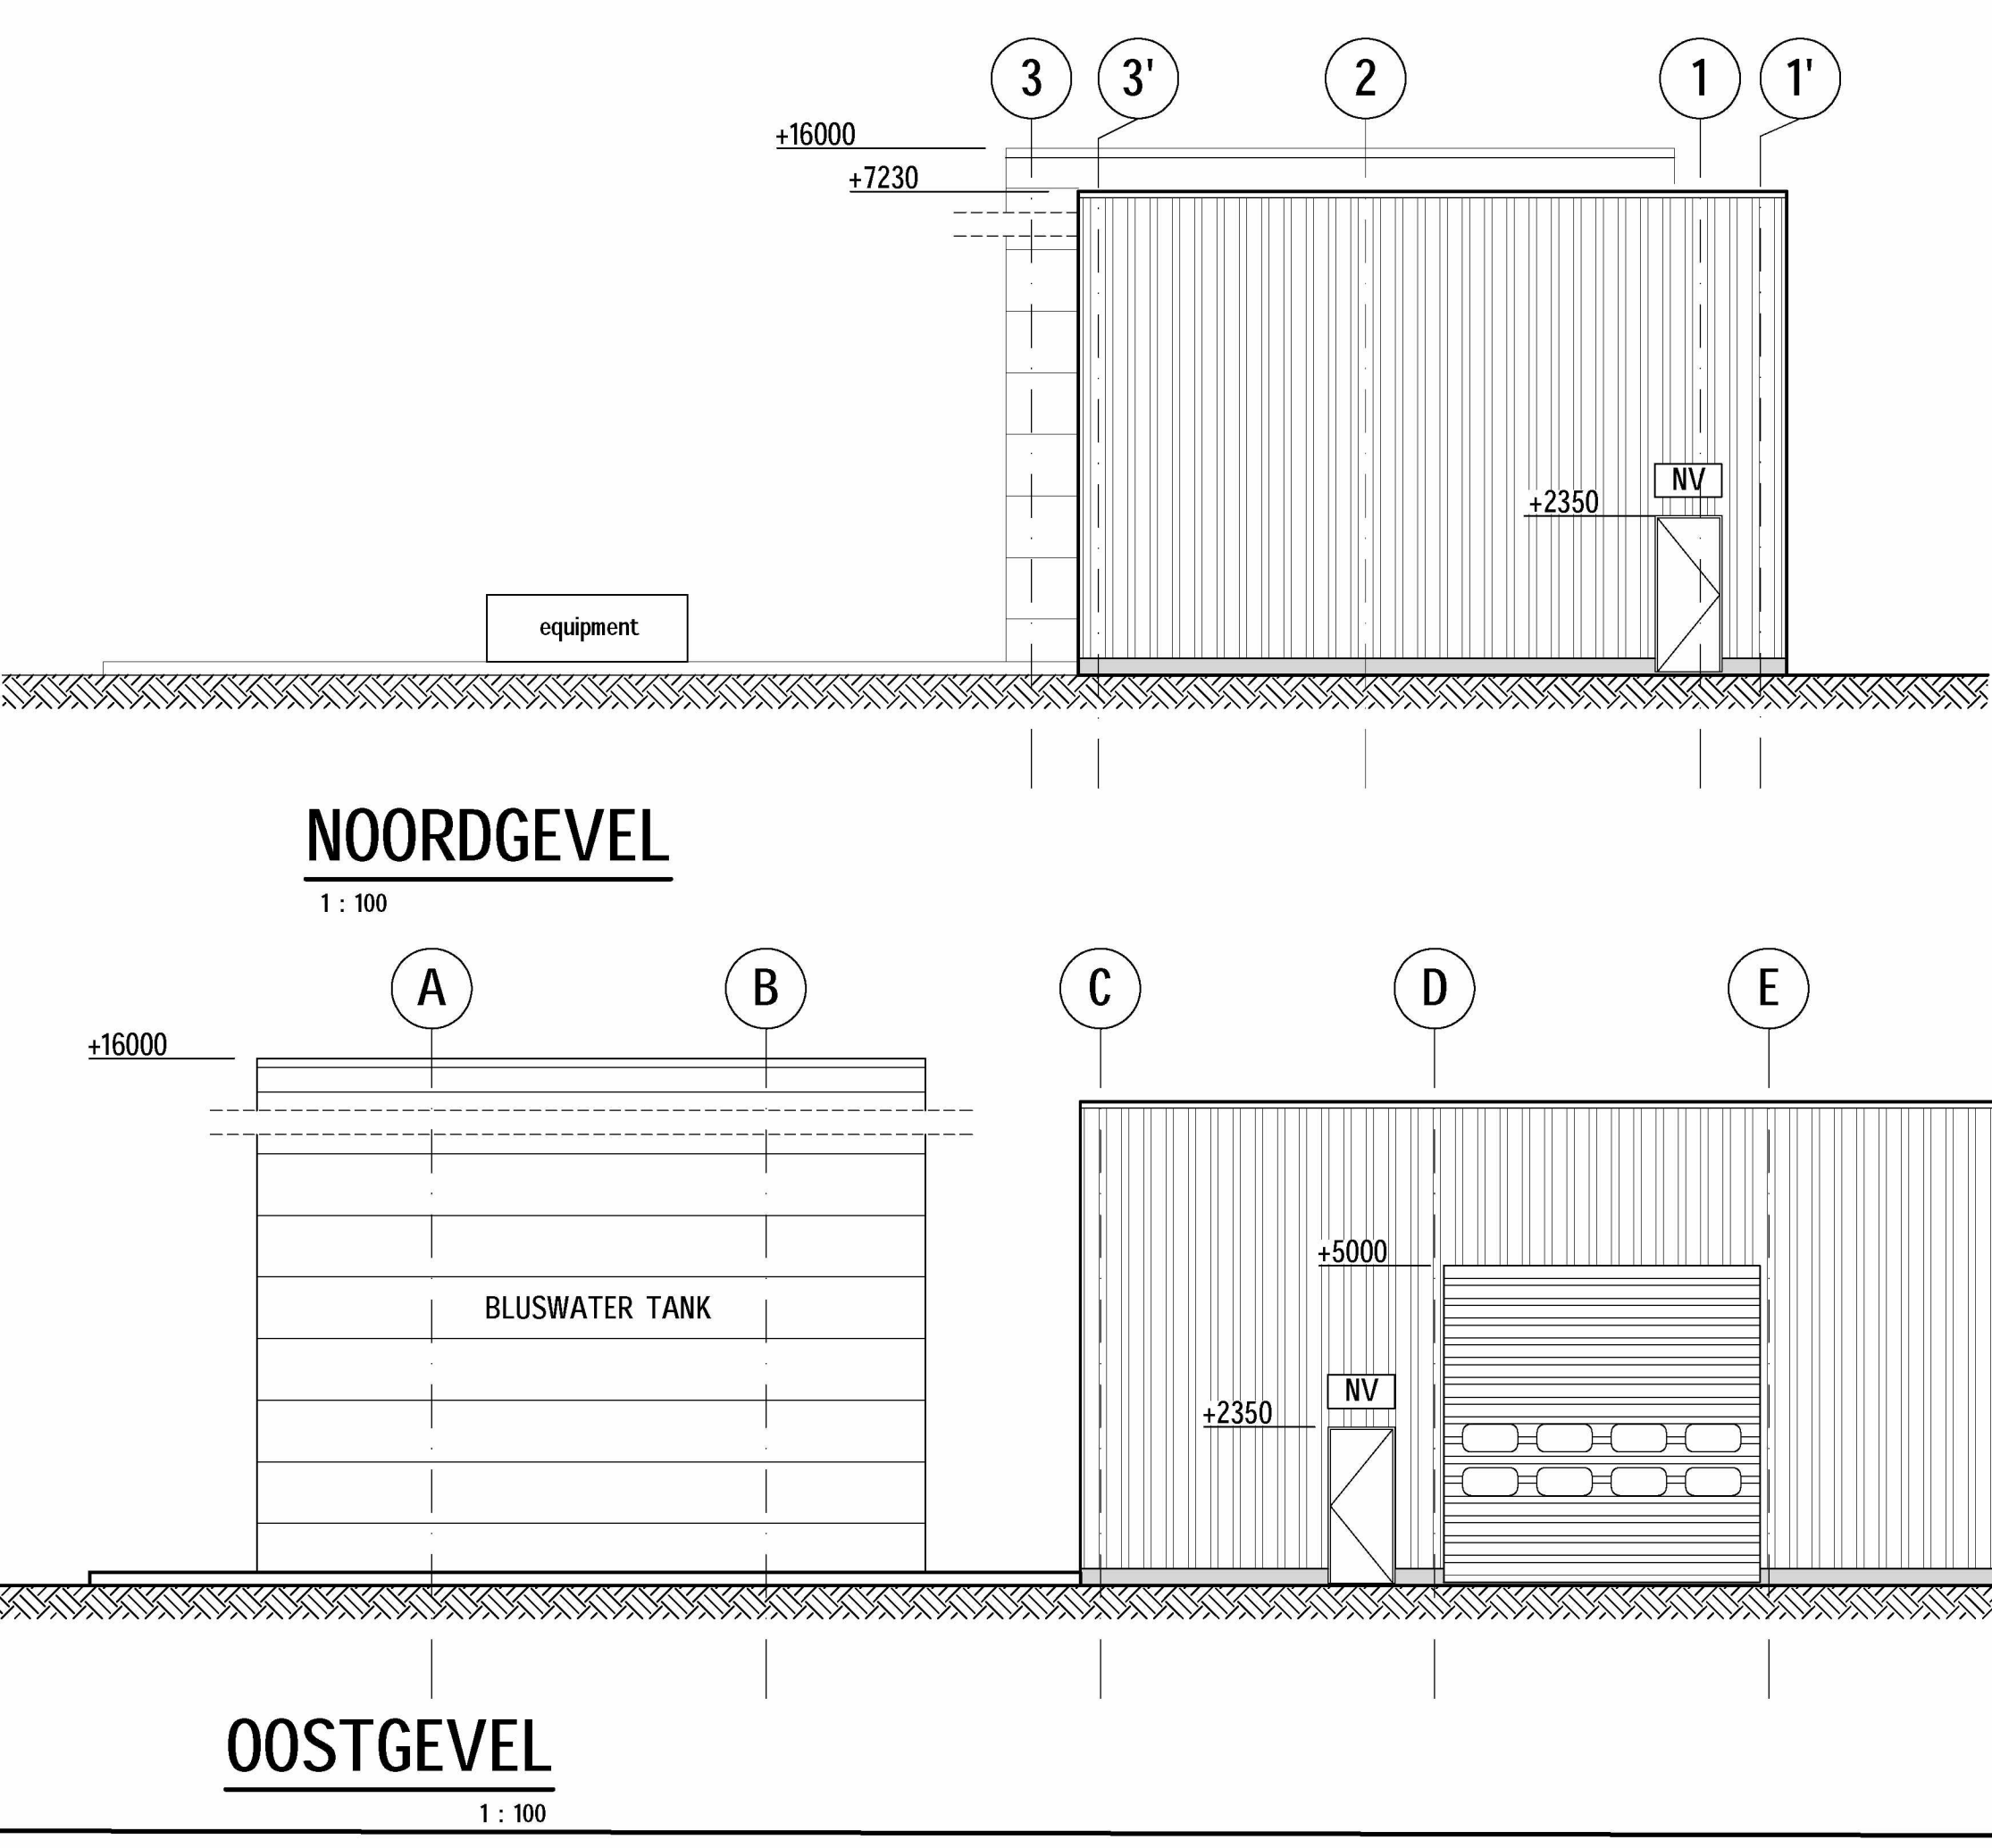 3 3' 2 1 1'
+16000
+7230
NV
+2350
equipment
NOORDGEVEL
1 : 100
A B C D E
+16000
+5000
BLUSWATER TANK
NV
+2350
OOSTGEVEL
1 : 100